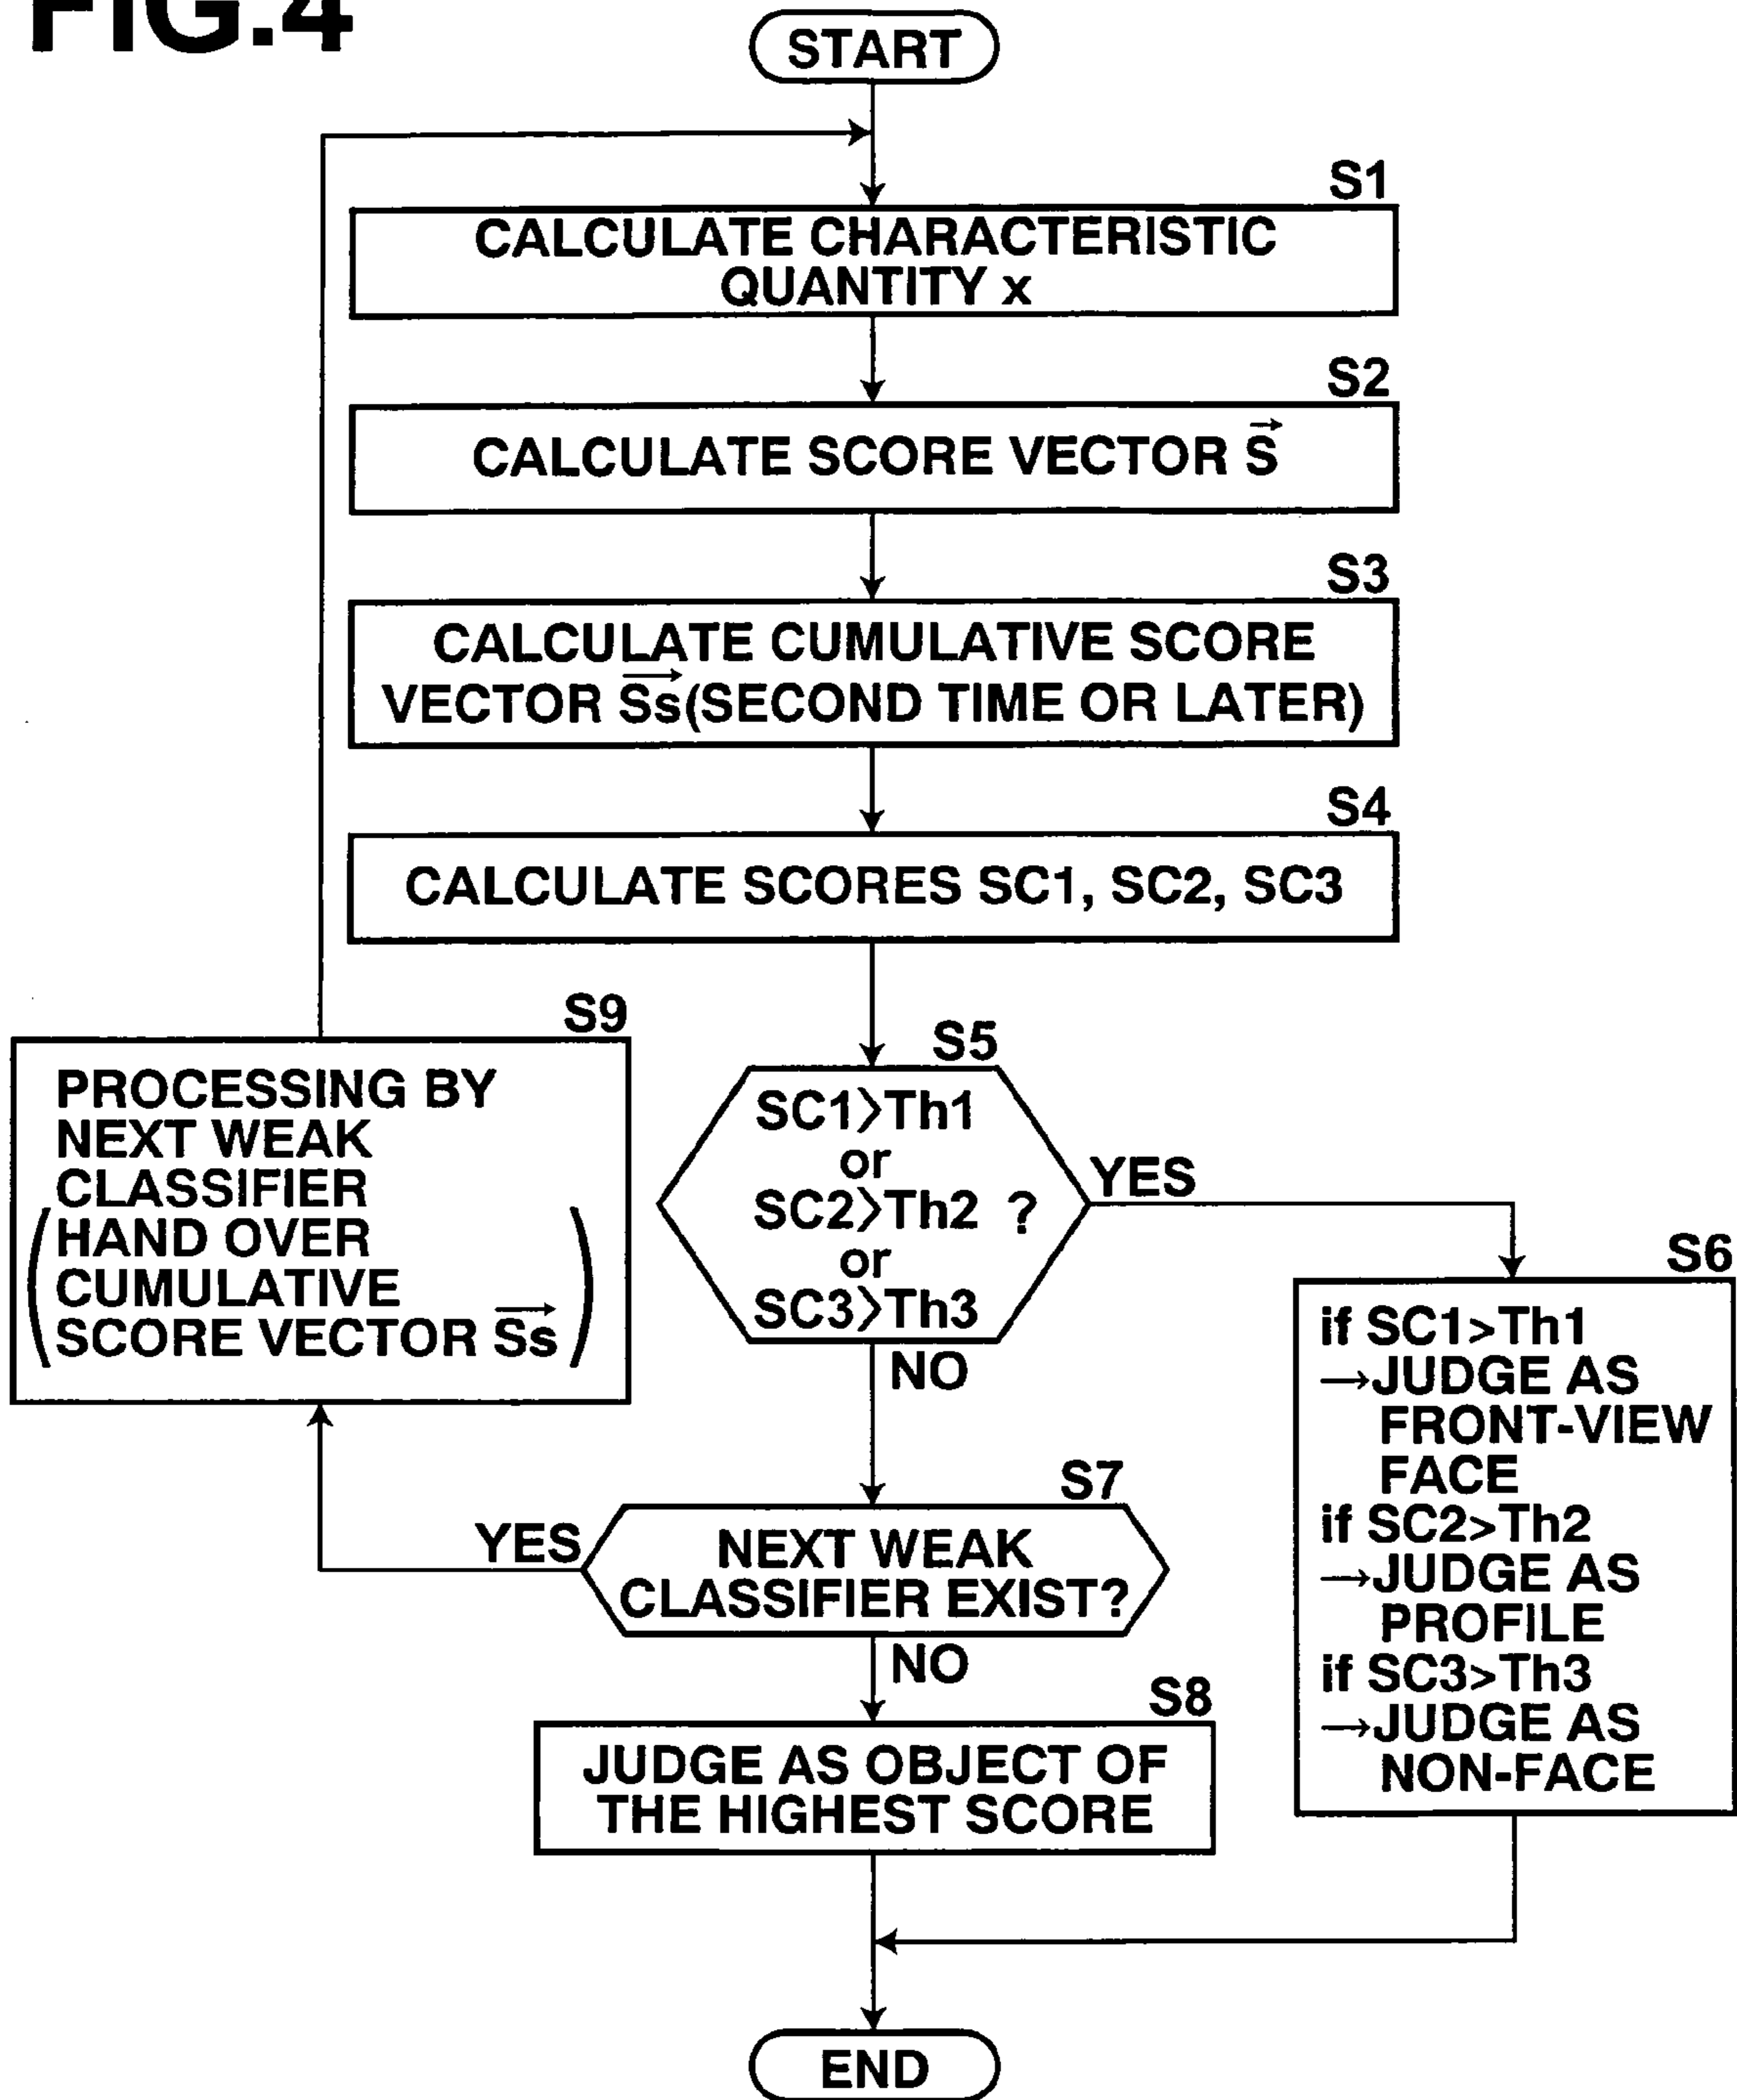 FIG.4
START
S1
CALCULATE CHARACTERISTIC
QUANTITY x
S2
CALCULATE SCORE VECTOR S⃗
S3
CALCULATE CUMULATIVE SCORE
VECTOR S⃗s⃗(SECOND TIME OR LATER)
S4
CALCULATE SCORES SC1, SC2, SC3
S5
SC1>Th1
or
SC2>Th2 ?
or
SC3>Th3
YES
NO
S6
if SC1>Th1
→JUDGE AS
FRONT-VIEW
FACE
if SC2>Th2
→JUDGE AS
PROFILE
if SC3>Th3
→JUDGE AS
NON-FACE
S7
NEXT WEAK
CLASSIFIER EXIST?
YES
NO
S9
PROCESSING BY
NEXT WEAK
CLASSIFIER
(HAND OVER
CUMULATIVE
SCORE VECTOR S⃗s⃗)
S8
JUDGE AS OBJECT OF
THE HIGHEST SCORE
END